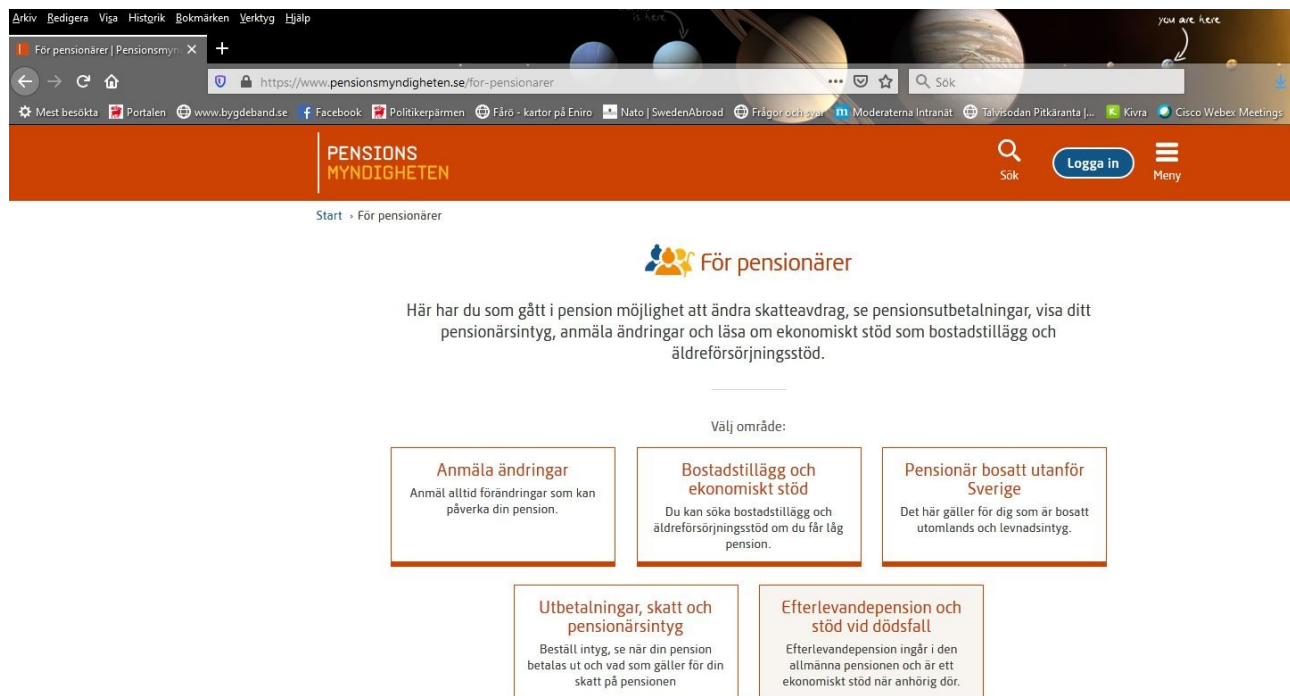 is here
you are here
Arkiv Redigera Visa Historik Bokmärken Verktyg Hjälp
För pensionärer | Pensionsmyn
https://www.pensionsmyndigheten.se/for-pensionarer
Sök
Mest besökta Portalen www.bygdeband.se Facebook Politikerpärmen Fårö - kartor på Eniro Nato | SwedenAbroad Frågor och svar Moderaterna Intranät Talvisodan Pitkäranta |... Kivra Cisco Webex Meetings
PENSIONS
MYNDIGHETEN
Sök
Logga in
Meny
Start › För pensionärer
För pensionärer
Här har du som gått i pension möjlighet att ändra skatteavdrag, se pensionsutbetalningar, visa ditt
pensionärsintyg, anmäla ändringar och läsa om ekonomiskt stöd som bostadstillägg och
äldreförsörjningsstöd.
Välj område:
Anmäla ändringar
Anmäl alltid förändringar som kan
påverka din pension.
Bostadstillägg och
ekonomiskt stöd
Du kan söka bostadstillägg och
äldreförsörjningsstöd om du får låg
pension.
Pensionär bosatt utanför
Sverige
Det här gäller för dig som är bosatt
utomlands och levnadsintyg.
Utbetalningar, skatt och
pensionärsintyg
Beställ intyg, se när din pension
betalas ut och vad som gäller för din
skatt på pensionen
Efterlevandepension och
stöd vid dödsfall
Efterlevandepension ingår i den
allmänna pensionen och är ett
ekonomiskt stöd när anhörig dör.